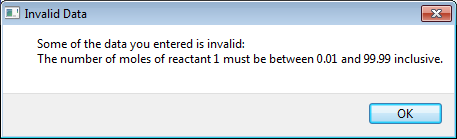 Invalid Data
Some of the data you entered is invalid:
The number of moles of reactant 1 must be between 0.01 and 99.99 inclusive.
OK